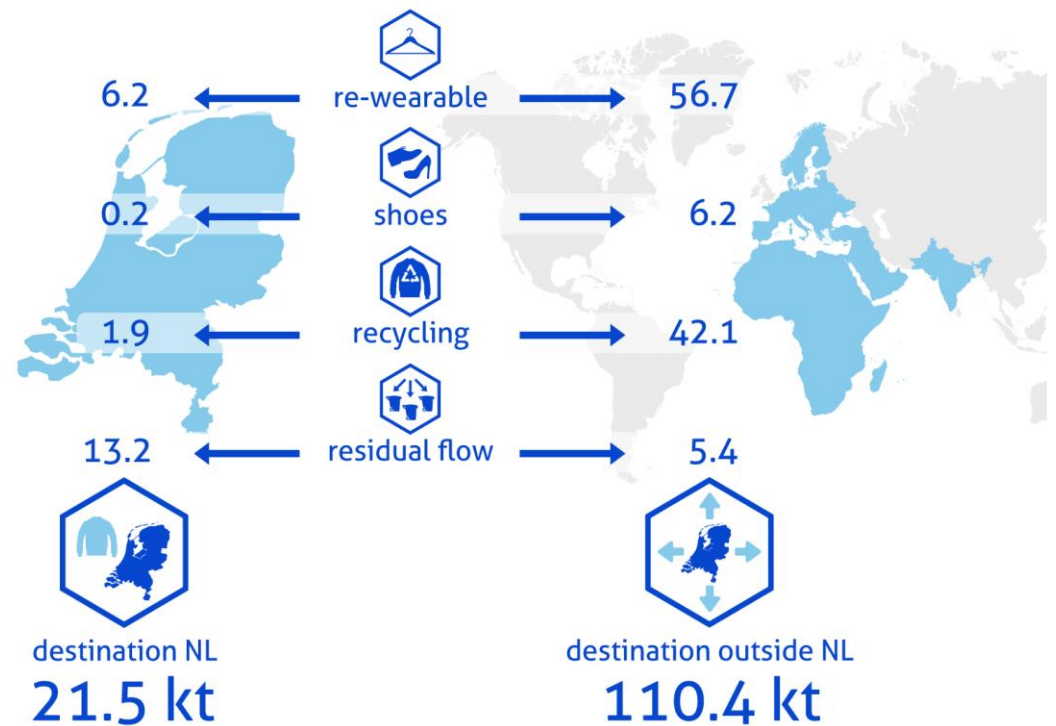 6.2 re-wearable 56.7
0.2 shoes 6.2
1.9 recycling 42.1
13.2 residual flow 5.4
destination NL
21.5 kt
destination outside NL
110.4 kt